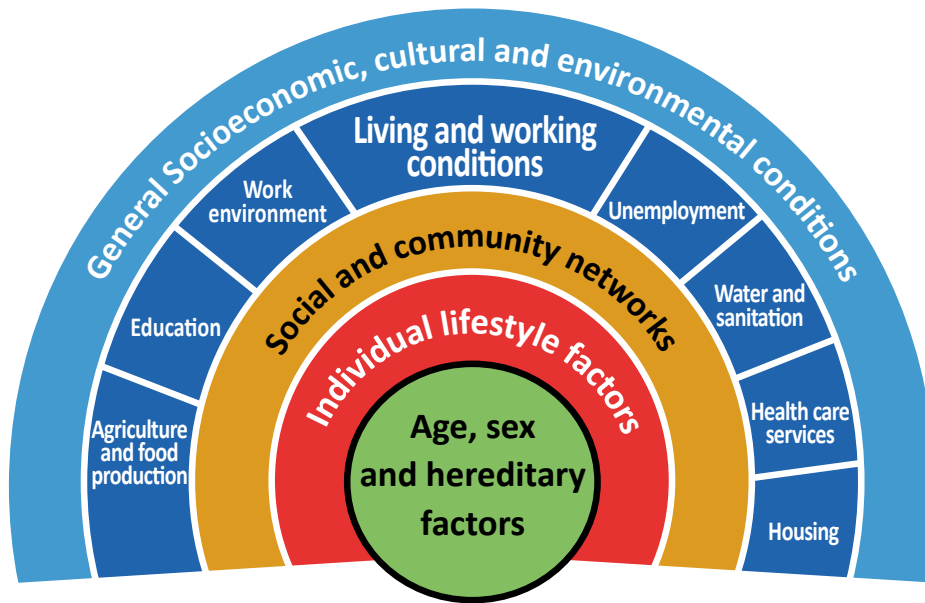 General Socioeconomic, cultural and environmental conditions
Living and working
conditions
Work
environment
Unemployment
Education
Water and
sanitation
Agriculture
and food
production
Health care
services
Housing
Social and community networks
Individual lifestyle factors
Age, sex
and hereditary
factors